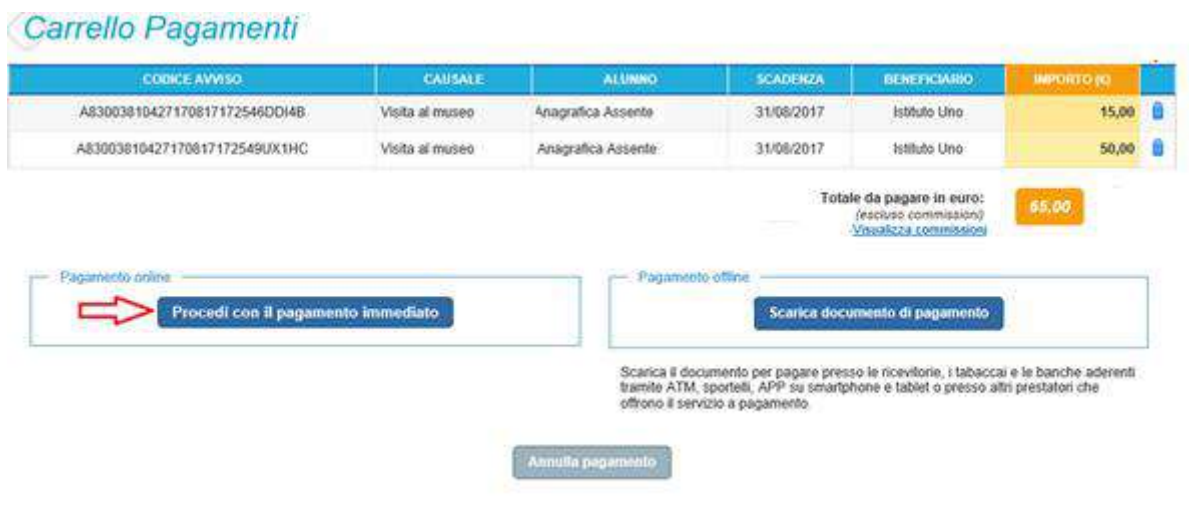 Carrello Pagamenti
CODICE AVVISO CAUSALE ALUNNO SCADENZA BENEFICIARIO IMPORTO (€)
A83003810427170817172546DDI4B Visita al museo Anagrafica Assente 31/08/2017 Istituto Uno 15,00
A83003810427170817172549UX1HC Visita al museo Anagrafica Assente 31/08/2017 Istituto Uno 50,00
Totale da pagare in euro: 65,00
(escluso commissioni)
Visualizza commissioni
Pagamento online
Procedi con il pagamento immediato
Pagamento offline
Scarica documento di pagamento
Scarica il documento per pagare presso le ricevitorie, i tabaccai e le banche aderenti
tramite ATM, sportelli, APP su smartphone e tablet o presso altri prestatori che
offrono il servizio a pagamento
Annulla pagamento